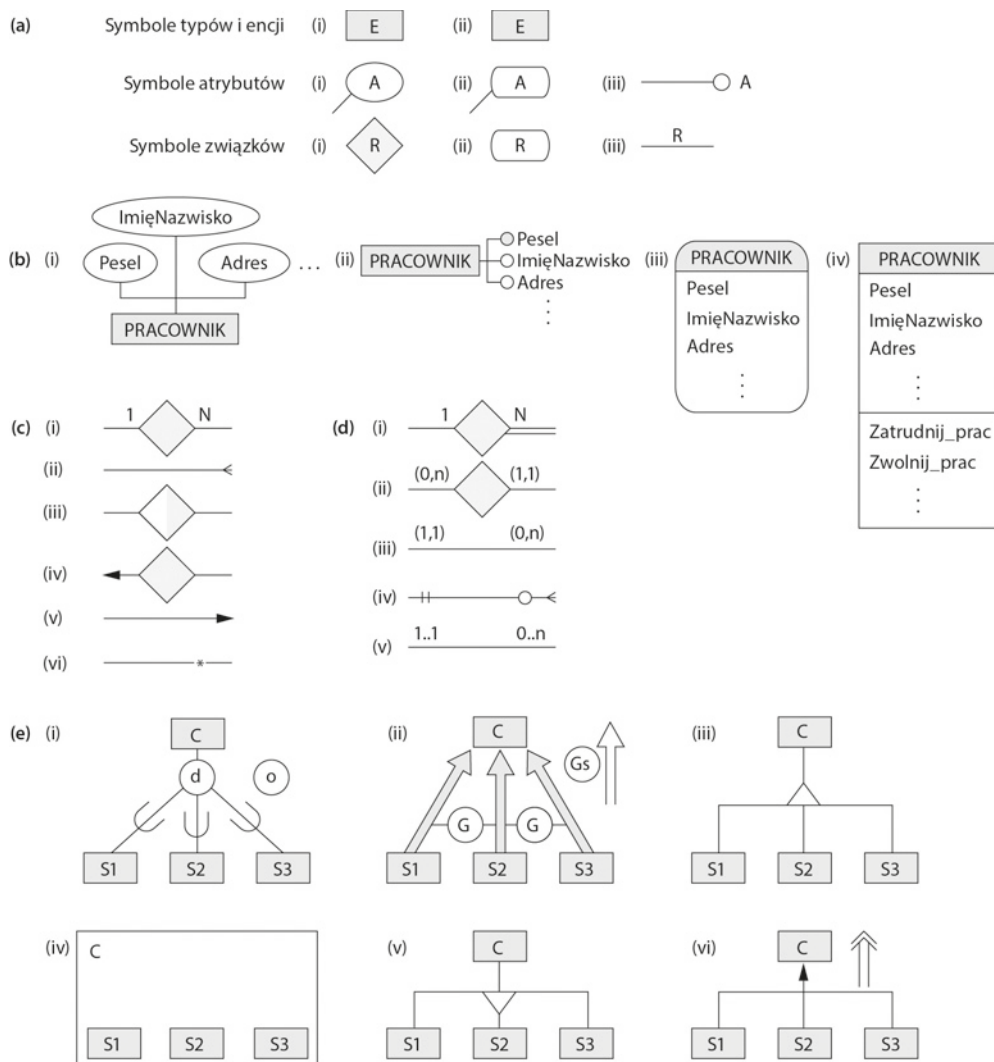 (a) Symbole typów i encji (i) E (ii) E
Symbole atrybutów (i) A (ii) A (iii) A
Symbole związków (i) R (ii) R (iii) R
(b) (i) ImięNazwisko
Pesel Adres ...
PRACOWNIK
(ii) PRACOWNIK
Pesel
ImięNazwisko
Adres
(iii) PRACOWNIK
Pesel
ImięNazwisko
Adres
(iv) PRACOWNIK
Pesel
ImięNazwisko
Adres
Zatrudnij_prac
Zwolnij_prac
(c) (i) 1 N
(ii)
(iii)
(iv)
(v)
(vi) *
(d) (i) 1 N
(ii) (0,n) (1,1)
(iii) (1,1) (0,n)
(iv)
(v) 1..1 0..n
(e) (i) C
d o
S1 S2 S3
(ii) C
Gs
G G
S1 S2 S3
(iii) C
S1 S2 S3
(iv) C
S1 S2 S3
(v) C
S1 S2 S3
(vi) C
S1 S2 S3